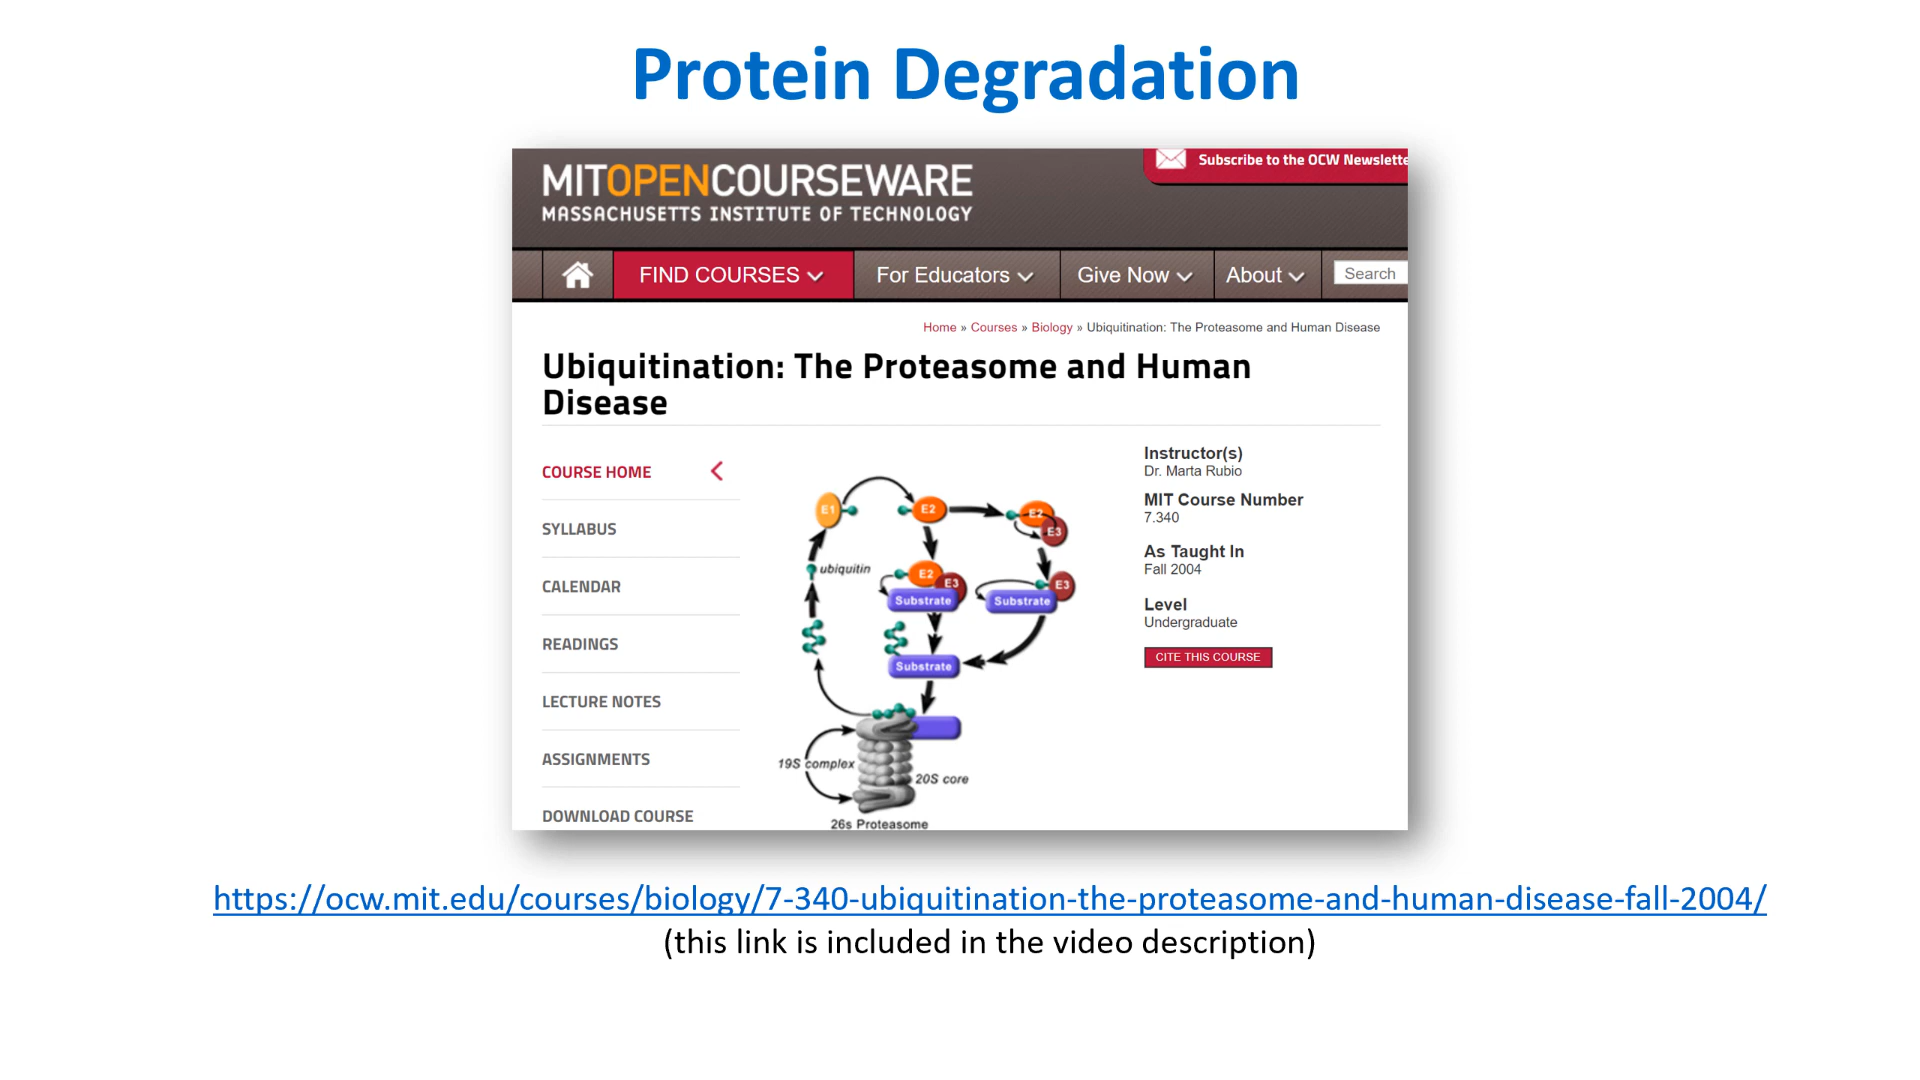 Protein Degradation
MITOPENCOURSEWARE
MASSACHUSETTS INSTITUTE OF TECHNOLOGY
Subscribe to the OCW Newslette
FIND COURSES
For Educators
Give Now
About
Search
Home » Courses » Biology » Ubiquitination: The Proteasome and Human Disease
Ubiquitination: The Proteasome and Human
Disease
COURSE HOME
SYLLABUS
CALENDAR
READINGS
LECTURE NOTES
ASSIGNMENTS
DOWNLOAD COURSE
E1
E2
E2
E3
ubiquitin
E2
E3
Substrate
E3
Substrate
Substrate
19S complex
20S core
26s Proteasome
Instructor(s)
Dr. Marta Rubio
MIT Course Number
7.340
As Taught In
Fall 2004
Level
Undergraduate
CITE THIS COURSE
https://ocw.mit.edu/courses/biology/7-340-ubiquitination-the-proteasome-and-human-disease-fall-2004/
(this link is included in the video description)